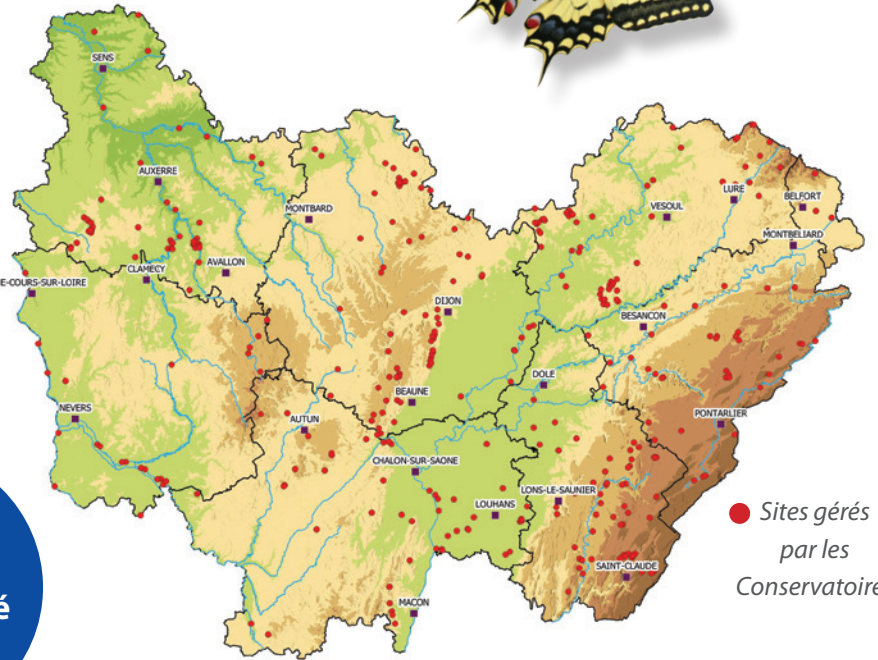 SENS
AUXERRE
MONTBARD
VESOUL
LURE
BELFORT
MONTBELIARD
AVALLON
CLAMECY
E-COURS-SUR-LOIRE
DIJON
BESANCON
DOLE
BEAUNE
NEVERS
AUTUN
PONTARLIER
CHALON-SUR-SAONE
LONS-LE-SAUNIER
LOUHANS
Sites gérés
par les
Conservatoire
SAINT-CLAUDE
MACON
é